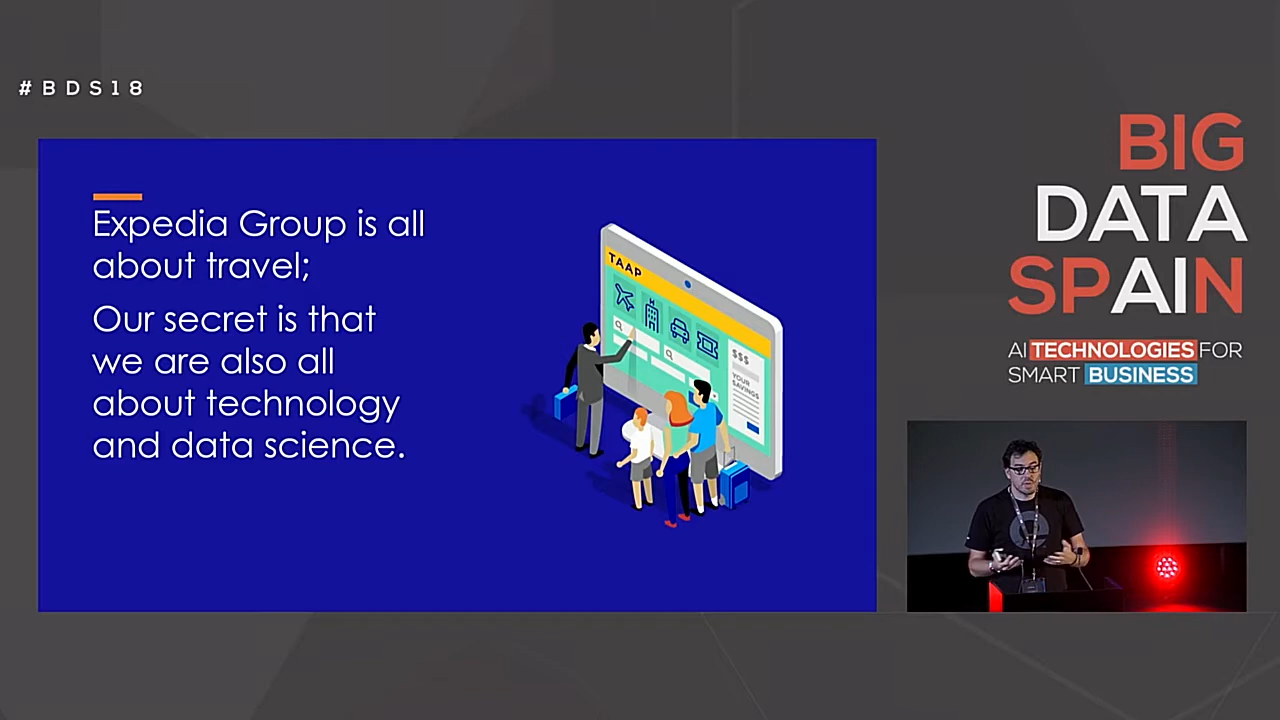 #BDS18
Expedia Group is all
about travel;
Our secret is that
we are also all
about technology
and data science.
TAAP
$$$
YOUR
SAVINGS
BIG
DATA
SPAIN
AI TECHNOLOGIES FOR
SMART BUSINESS